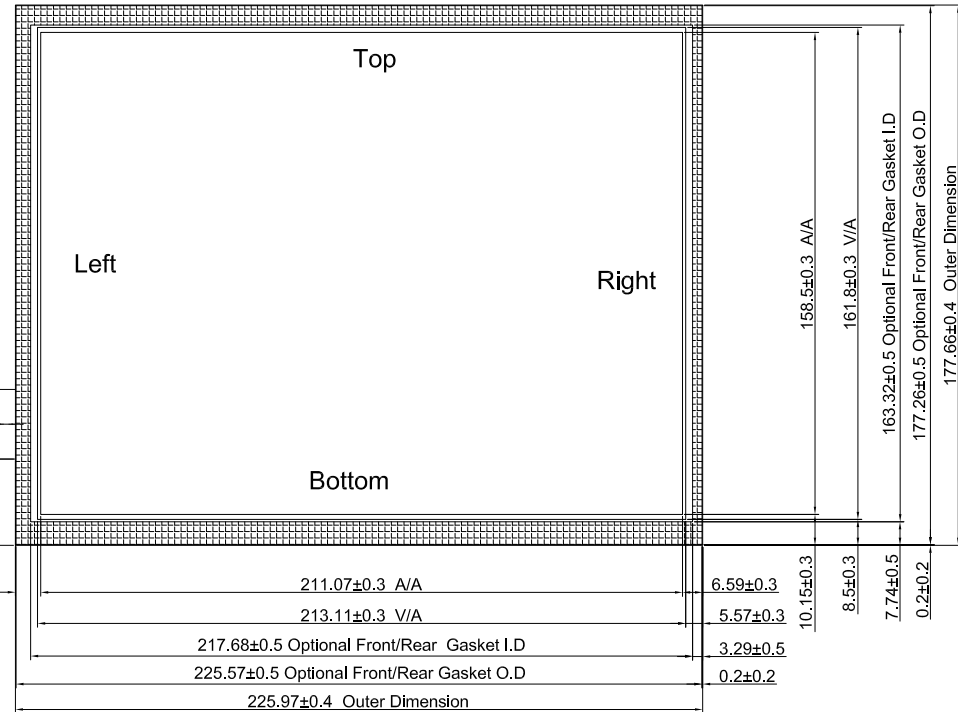 Top
Left
Right
Bottom
158.5±0.3 A/A
161.8±0.3 V/A
163.32±0.5 Optional Front/Rear Gasket I.D
177.26±0.5 Optional Front/Rear Gasket O.D
177.66±0.4 Outer Dimension
10.15±0.3
8.5±0.3
7.74±0.5
0.2±0.2
211.07±0.3 A/A
6.59±0.3
213.11±0.3 V/A
5.57±0.3
217.68±0.5 Optional Front/Rear Gasket I.D
3.29±0.5
225.57±0.5 Optional Front/Rear Gasket O.D
0.2±0.2
225.97±0.4 Outer Dimension